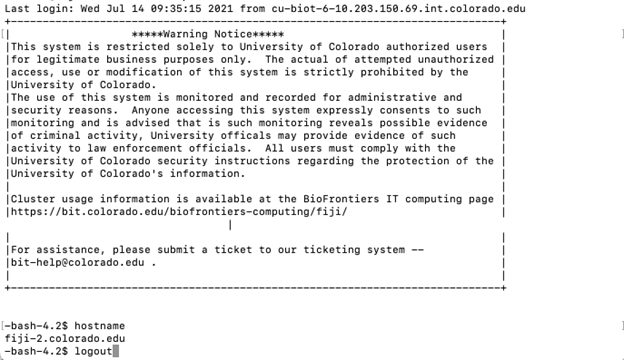 Last login: Wed Jul 14 09:35:15 2021 from cu-biot-6-10.203.150.69.int.colorado.edu
+------------------------------------------------------------------------------+
| *****Warning Notice*****
|This system is restricted solely to University of Colorado authorized users |
|for legitimate business purposes only. The actual of attempted unauthorized |
|access, use or modification of this system is strictly prohibited by the |
|University of Colorado. |
|The use of this system is monitored and recorded for administrative and |
|security reasons. Anyone accessing this system expressly consents to such |
|monitoring and is advised that is such monitoring reveals possible evidence |
|of criminal activity, University officals may provide evidence of such |
|activity to law enforcement officials. All users must comply with the |
|University of Colorado security instructions regarding the protection of the |
|University of Colorado's information. |
| |
|Cluster usage information is available at the BioFrontiers IT computing page |
|https://bit.colorado.edu/biofrontiers-computing/fiji/ |
|
| |
|For assistance, please submit a ticket to our ticketing system -- |
|bit-help@colorado.edu . |
| |
+------------------------------------------------------------------------------+
-bash-4.2$ hostname
fiji-2.colorado.edu
-bash-4.2$ logout